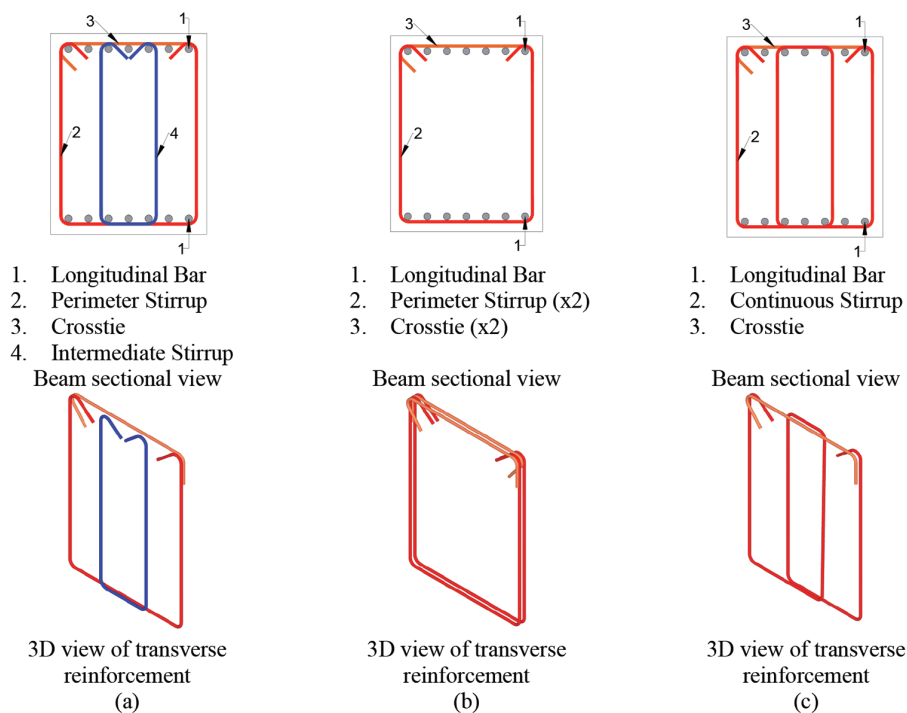 1
3
2
4
1
1. Longitudinal Bar
2. Perimeter Stirrup
3. Crosstie
4. Intermediate Stirrup
Beam sectional view
3D view of transverse
reinforcement
(a)
1
3
2
1
1. Longitudinal Bar
2. Perimeter Stirrup (x2)
3. Crosstie (x2)
Beam sectional view
3D view of transverse
reinforcement
(b)
1
3
2
1
1. Longitudinal Bar
2. Continuous Stirrup
3. Crosstie
Beam sectional view
3D view of transverse
reinforcement
(c)